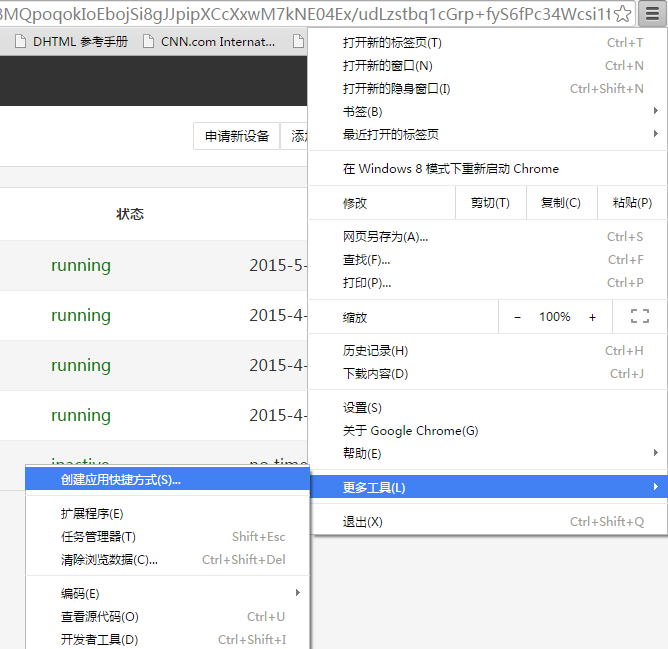 3MQpoqokIoEbojSi8gJJpipXCcXxwM7kNE04Ex/udLzstbq1cGrp+fyS6fPc34Wcsi1t
DHTML 参考手册 CNN.com Internat...
申请新设备 添加
状态
running 2015-5-
running 2015-4-
running 2015-4-
running 2015-4-
inactive no-time
打开新的标签页(T) Ctrl+T
打开新的窗口(N) Ctrl+N
打开新的隐身窗口(I) Ctrl+Shift+N
书签(B)
最近打开的标签页
在 Windows 8 模式下重新启动 Chrome
修改 剪切(T) 复制(C) 粘贴(P)
网页另存为(A)... Ctrl+S
查找(F)... Ctrl+F
打印(P)... Ctrl+P
缩放 - 100% +
历史记录(H) Ctrl+H
下载内容(D) Ctrl+J
设置(S)
关于 Google Chrome(G)
帮助(E)
更多工具(L)
退出(X) Ctrl+Shift+Q
创建应用快捷方式(S)...
扩展程序(E)
任务管理器(T) Shift+Esc
清除浏览数据(C)... Ctrl+Shift+Del
编码(E)
查看源代码(O) Ctrl+U
开发者工具(D) Ctrl+Shift+I